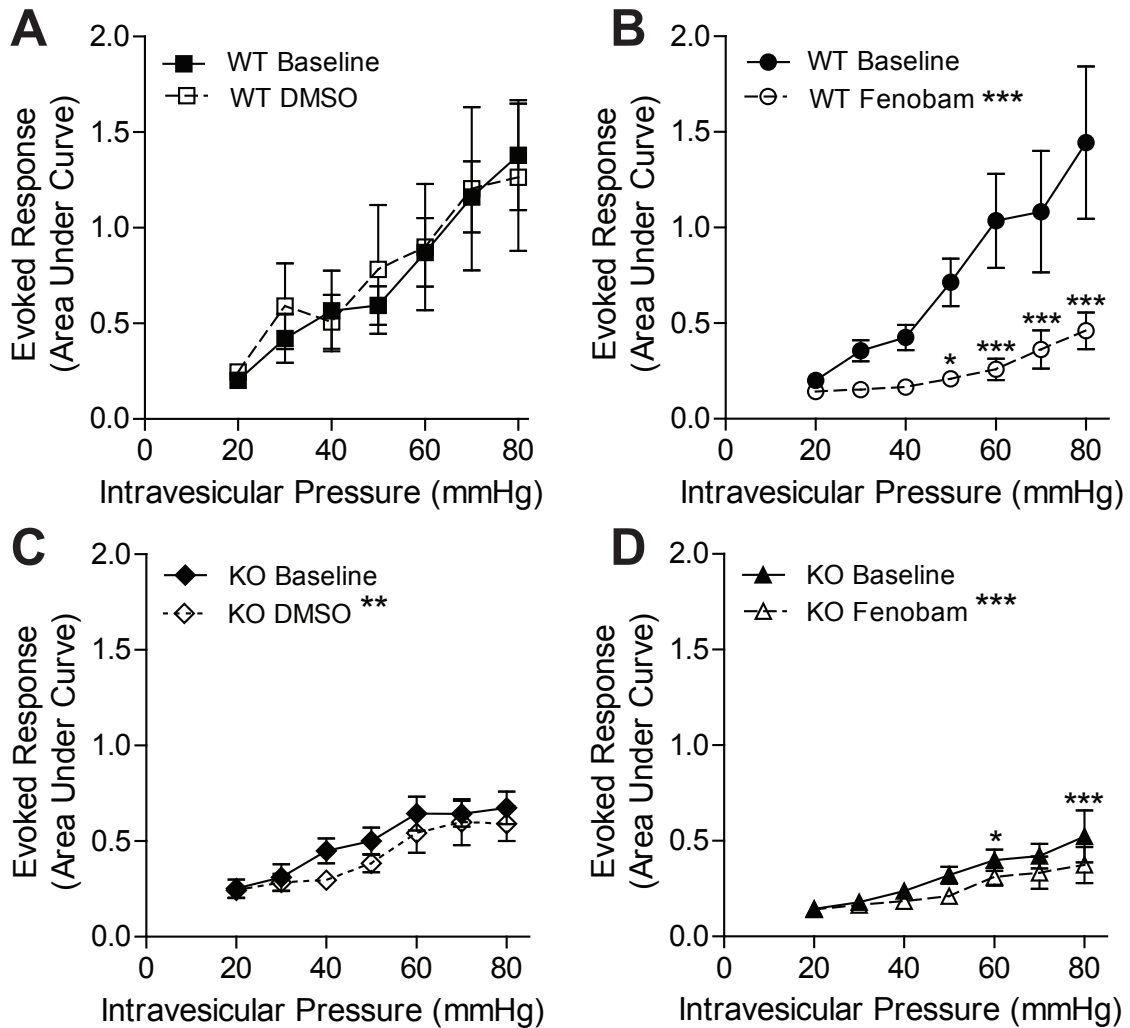 A
2.0
1.5
1.0
0.5
0.0
0
20
40
60
80
Evoked Response
(Area Under Curve)
Intravesicular Pressure (mmHg)
WT Baseline
WT DMSO
B
2.0
1.5
1.0
0.5
0.0
0
20
40
60
80
Evoked Response
(Area Under Curve)
Intravesicular Pressure (mmHg)
WT Baseline
WT Fenobam ***
*
***
***
***
C
2.0
1.5
1.0
0.5
0.0
0
20
40
60
80
Evoked Response
(Area Under Curve)
Intravesicular Pressure (mmHg)
KO Baseline
KO DMSO **
D
2.0
1.5
1.0
0.5
0.0
0
20
40
60
80
Evoked Response
(Area Under Curve)
Intravesicular Pressure (mmHg)
KO Baseline
KO Fenobam ***
*
***